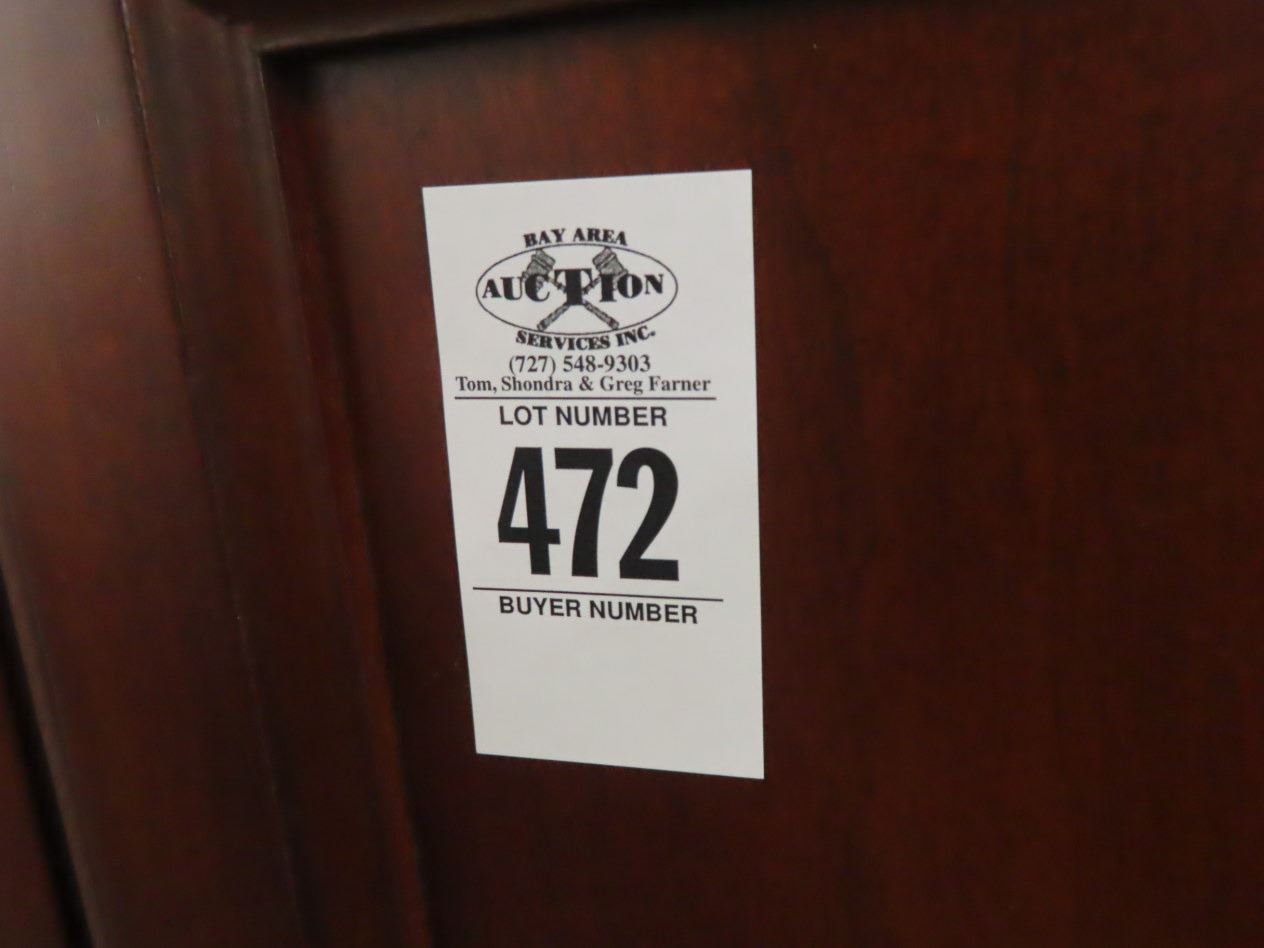 BAY AREA
AUCTION
SERVICES INC.
(727) 548-9303
Tom, Shondra & Greg Farner
LOT NUMBER
472
BUYER NUMBER